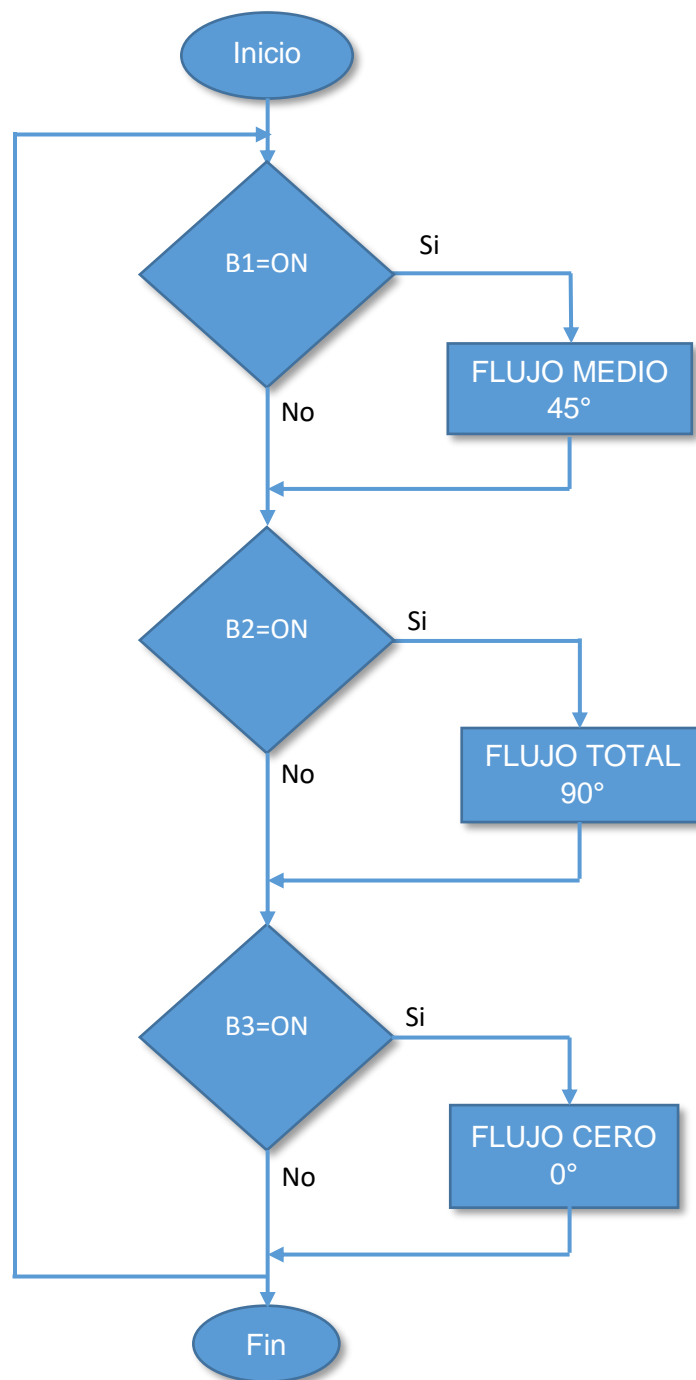 Inicio
B1=ON
Si
FLUJO MEDIO
45°
No
B2=ON
Si
FLUJO TOTAL
90°
No
B3=ON
Si
FLUJO CERO
0°
No
Fin